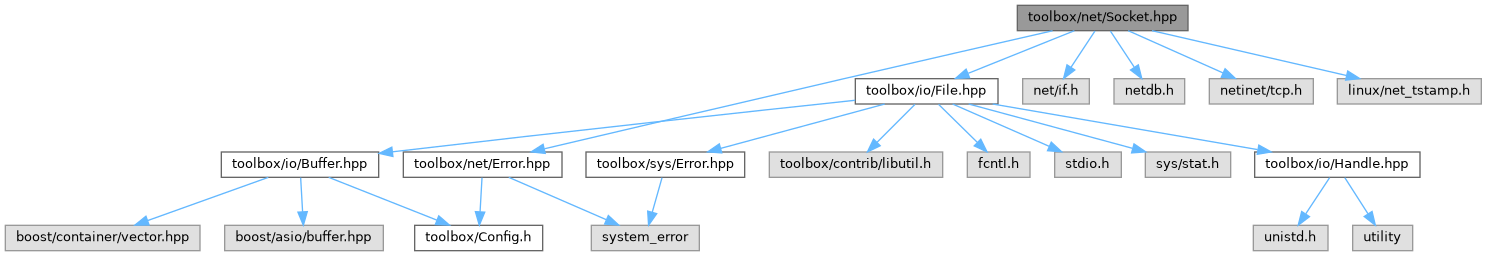 toolbox/net/Socket.hpp
toolbox/io/File.hpp
net/if.h
netdb.h
netinet/tcp.h
linux/net_tstamp.h
toolbox/io/Buffer.hpp
toolbox/net/Error.hpp
toolbox/sys/Error.hpp
toolbox/contrib/libutil.h
fcntl.h
stdio.h
sys/stat.h
toolbox/io/Handle.hpp
boost/container/vector.hpp
boost/asio/buffer.hpp
toolbox/Config.h
system_error
unistd.h
utility